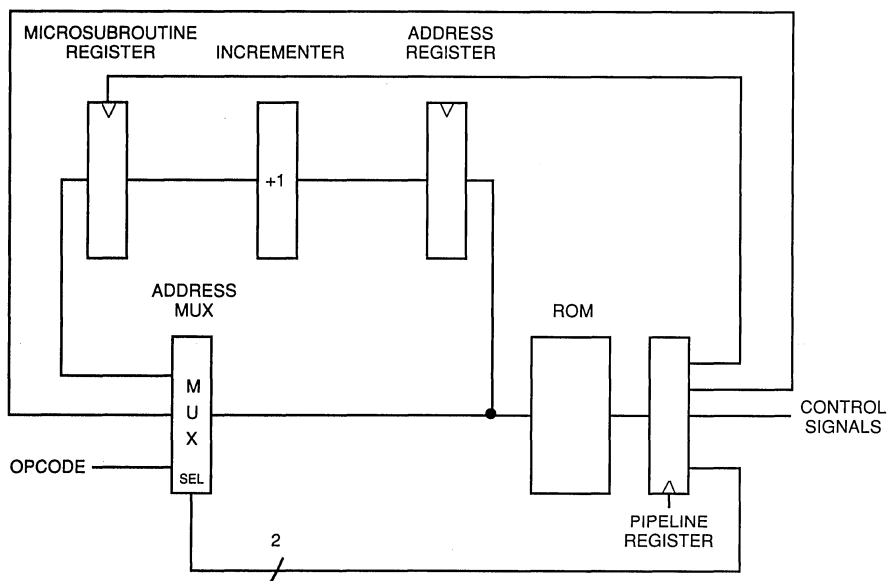 MICROSUBROUTINE
REGISTER
INCREMENTER
ADDRESS
REGISTER
+1
ADDRESS
MUX
ROM
M
U
X
SEL
OPCODE
CONTROL
SIGNALS
PIPELINE
REGISTER
2